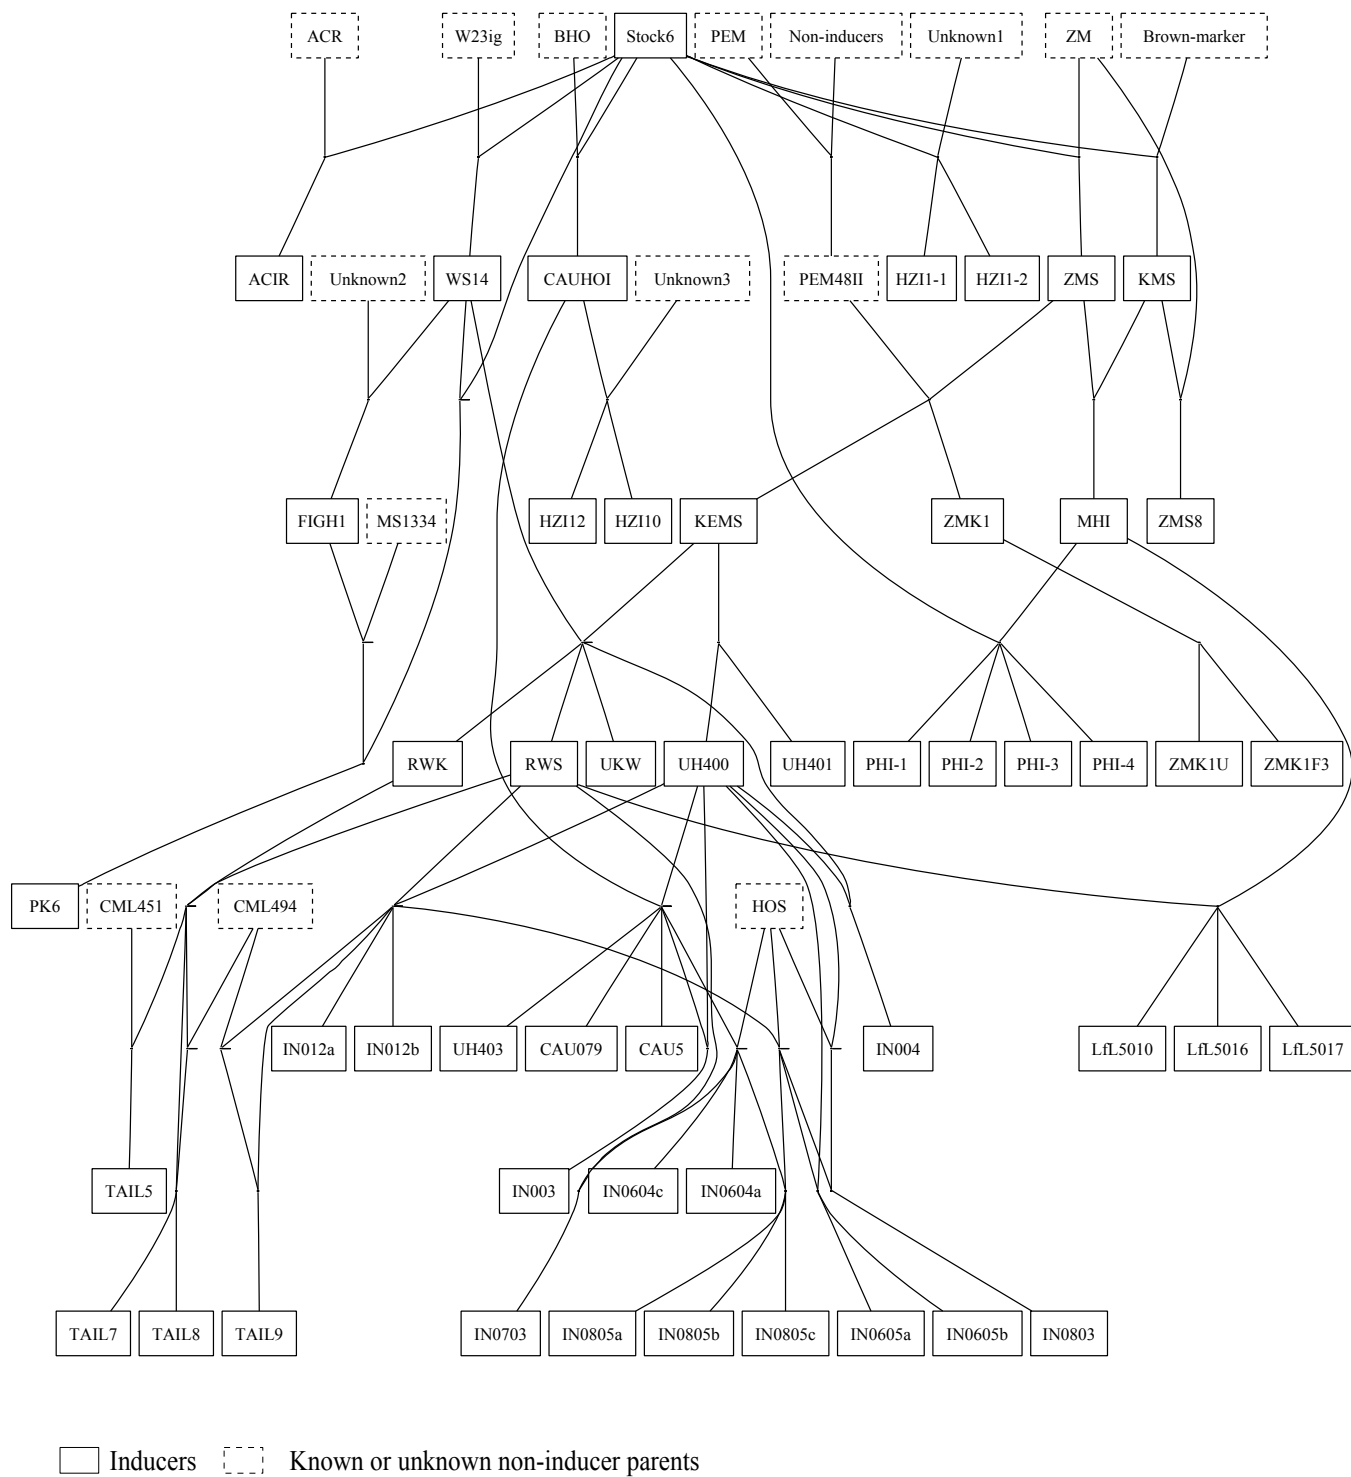 ACR W23ig BHO Stock6 PEM Non-inducers Unknown1 ZM Brown-marker
ACIR Unknown2 WS14 CAUHOI Unknown3 PEM48II HZI1-1 HZI1-2 ZMS KMS
FIGH1 MS1334 HZI12 HZI10 KEMS ZMK1 MHI ZMS8
RWK RWS UKW UH400 UH401 PHI-1 PHI-2 PHI-3 PHI-4 ZMK1U ZMK1F3
PK6 CML451 CML494 HOS
IN012a IN012b UH403 CAU079 CAU5 IN004 LfL5010 LfL5016 LfL5017
TAIL5 IN003 IN0604c IN0604a
TAIL7 TAIL8 TAIL9 IN0703 IN0805a IN0805b IN0805c IN0605a IN0605b IN0803
Inducers Known or unknown non-inducer parents